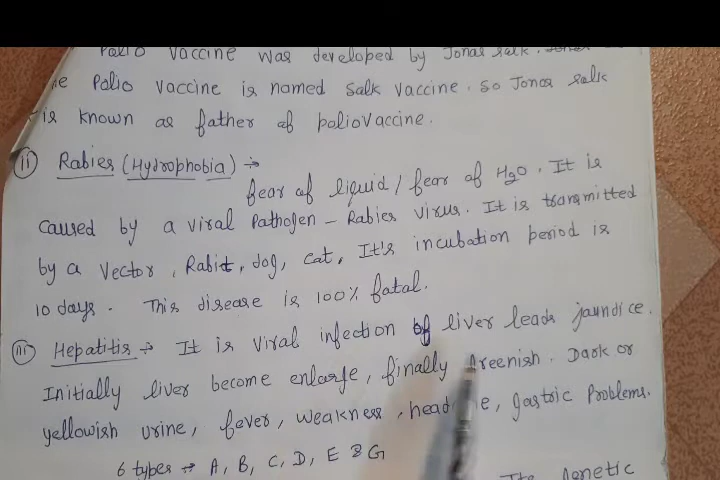 Polio vaccine was developed by Jonas salk.
Polio vaccine is named Salk vaccine. So Jonas salk
is known as father of poliovaccine.
(ii) Rabies (Hydrophobia) →
fear of liquid / fear of H2O. It is
caused by a viral Pathogen - Rabies virus. It is transmitted
by a vector, Rabit, dog, cat, It's incubation period is
10 days. This disease is 100% fatal.
(iii) Hepatitis → It is viral infection of liver leads jaundice.
Initially liver become enlarge, finally greenish. Dark or
yellowish urine, fever, weakness, gastric Problems.
6 types → A, B, C, D, E & G
The genetic